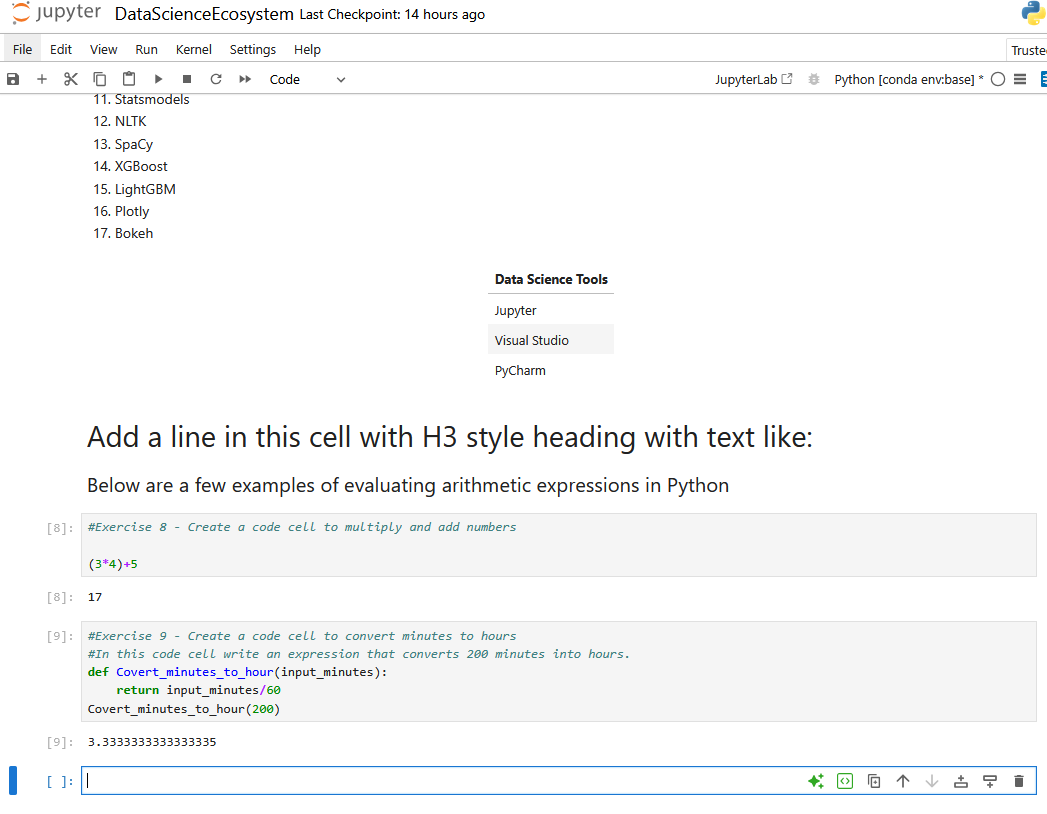 jupyter DataScienceEcosystem Last Checkpoint: 14 hours ago
File Edit View Run Kernel Settings Help Truste
Code JupyterLab Python [conda env:base] *
11. Statsmodels
12. NLTK
13. SpaCy
14. XGBoost
15. LightGBM
16. Plotly
17. Bokeh
Data Science Tools
Jupyter
Visual Studio
PyCharm
Add a line in this cell with H3 style heading with text like:
Below are a few examples of evaluating arithmetic expressions in Python
[8]: #Exercise 8 - Create a code cell to multiply and add numbers
(3*4)+5
[8]: 17
[9]: #Exercise 9 - Create a code cell to convert minutes to hours
#In this code cell write an expression that converts 200 minutes into hours.
def Covert_minutes_to_hour(input_minutes):
    return input_minutes/60
Covert_minutes_to_hour(200)
[9]: 3.3333333333333335
[ ]: